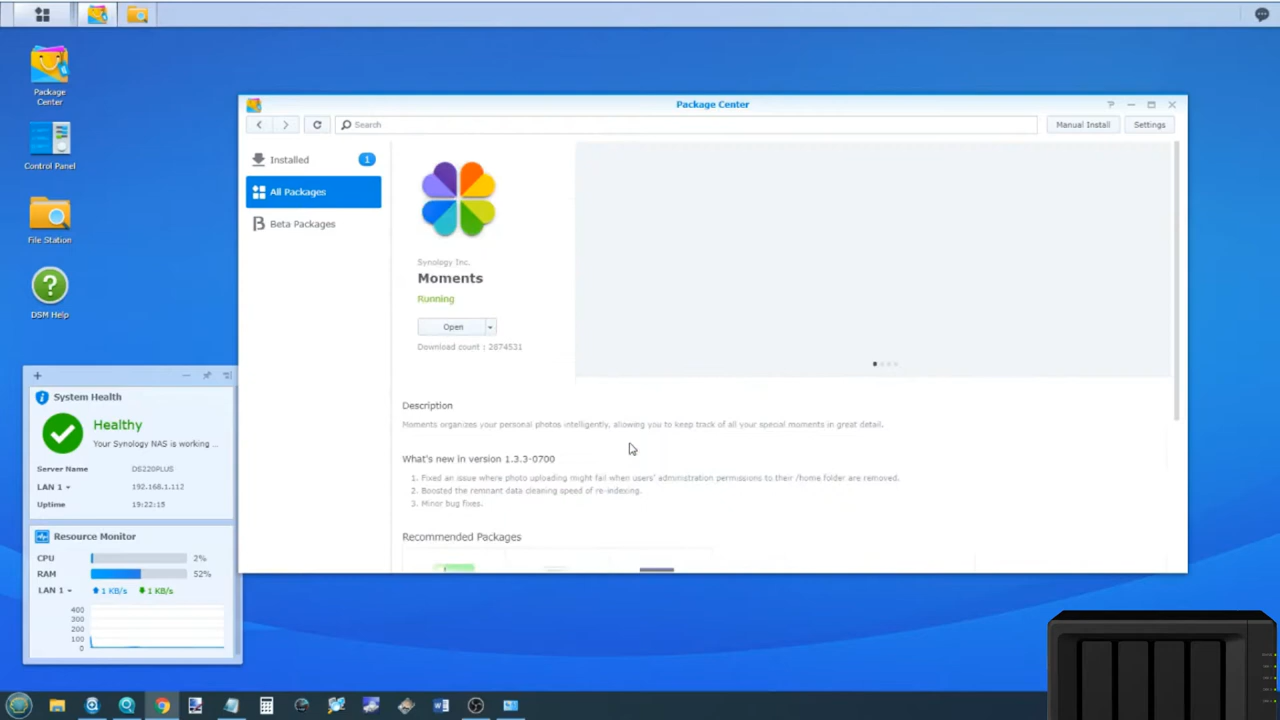 Package
Center
Control Panel
File Station
?
DSM Help
Package Center
Search
Manual Install
Settings
Installed
1
All Packages
Beta Packages
Synology Inc.
Moments
Running
Open
Download count : 2874531
Description
Moments organizes your personal photos intelligently, allowing you to keep track of all your special moments in great detail.
What's new in version 1.3.3-0700
1. Fixed an issue where photo uploading might fail when users' administration permissions to their /home folder are removed.
2. Boosted the remnant data cleaning speed of re-indexing.
3. Minor bug fixes.
Recommended Packages
System Health
Healthy
Your Synology NAS is working ...
Server Name DS220PLUS
LAN 1 192.168.1.112
Uptime 19:22:15
Resource Monitor
CPU 2%
RAM 52%
LAN 1 1 KB/s 1 KB/s
400
300
200
100
0